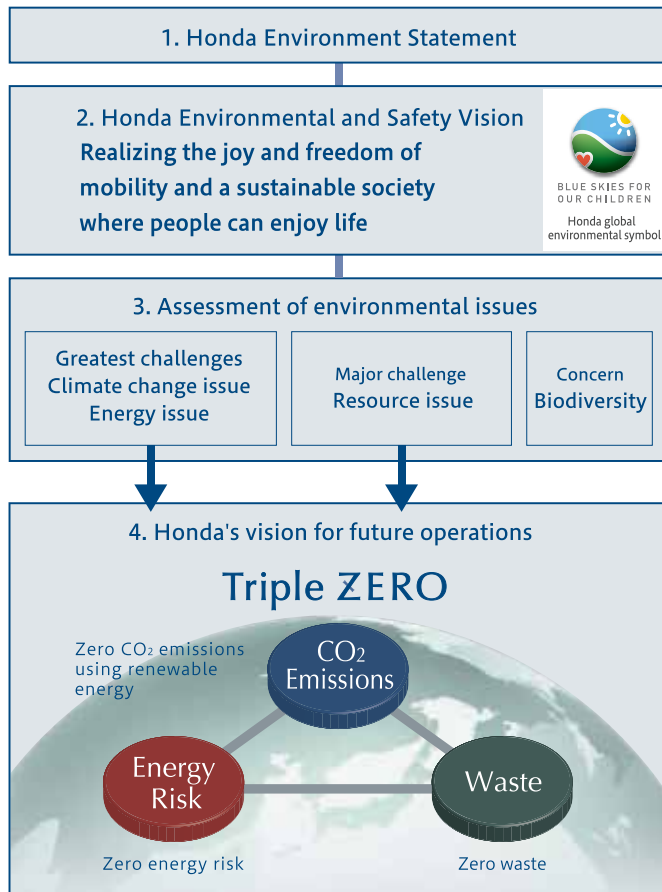 1. Honda Environment Statement
2. Honda Environmental and Safety Vision
Realizing the joy and freedom of
mobility and a sustainable society
where people can enjoy life
BLUE SKIES FOR
OUR CHILDREN
Honda global
environmental symbol
3. Assessment of environmental issues
Greatest challenges
Climate change issue
Energy issue
Major challenge
Resource issue
Concern
Biodiversity
4. Honda's vision for future operations
Triple ZERO
Zero CO₂ emissions
using renewable
energy
CO₂
Emissions
Energy
Risk
Waste
Zero energy risk
Zero waste